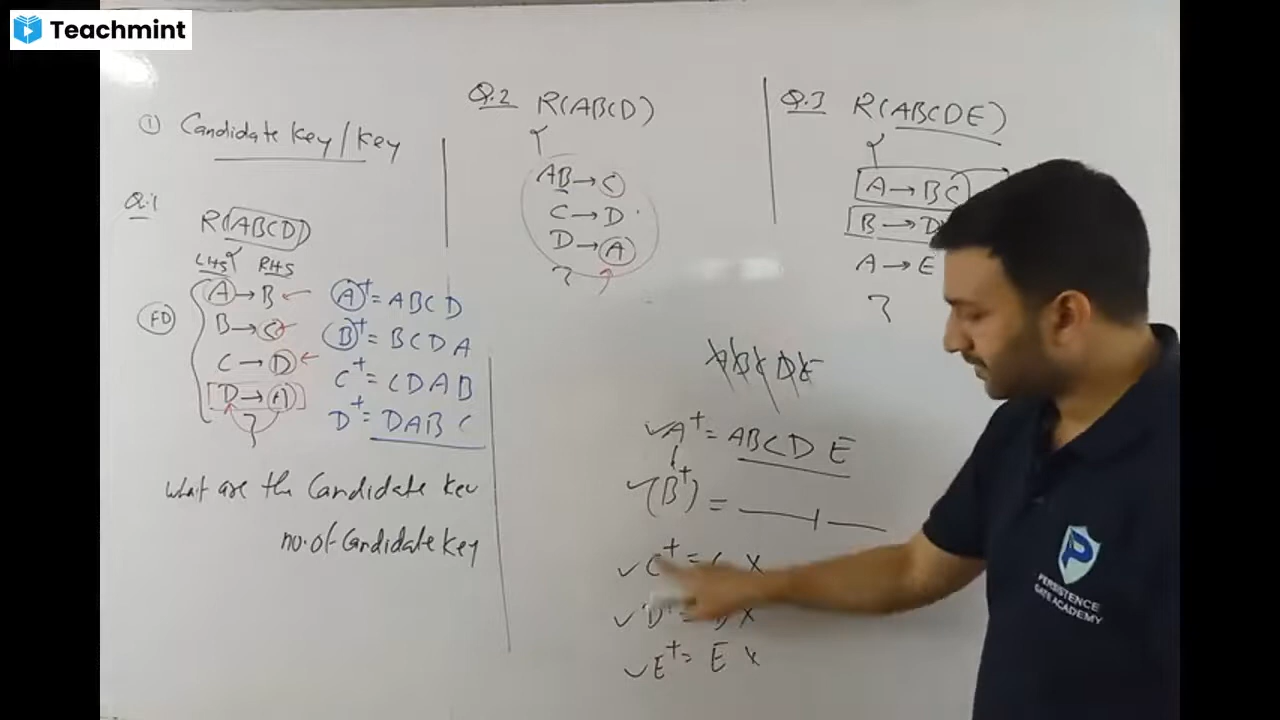 Teachmint
① Candidate key/key
Q.1
R(ABCD)
LHS RHS
FD
{ A→B
B→C
C→D
D→A
}
A+ = ABCD
B+ = BCDA
C+ = CDAB
D+ = DABC
what are the Candidate key
no. of Candidate key
Q.2 R(ABCD)
{
AB→C
C→D
D→A
}
Q.3 R(ABCDE)
{
A→BC
B→D
A→E
}
ABCDE
✓A+ = ABCDE
✓(B+) =
✓C+ = C ×
✓D+ = D ×
✓E+ = E ×
PERSISTENCE
GATE ACADEMY